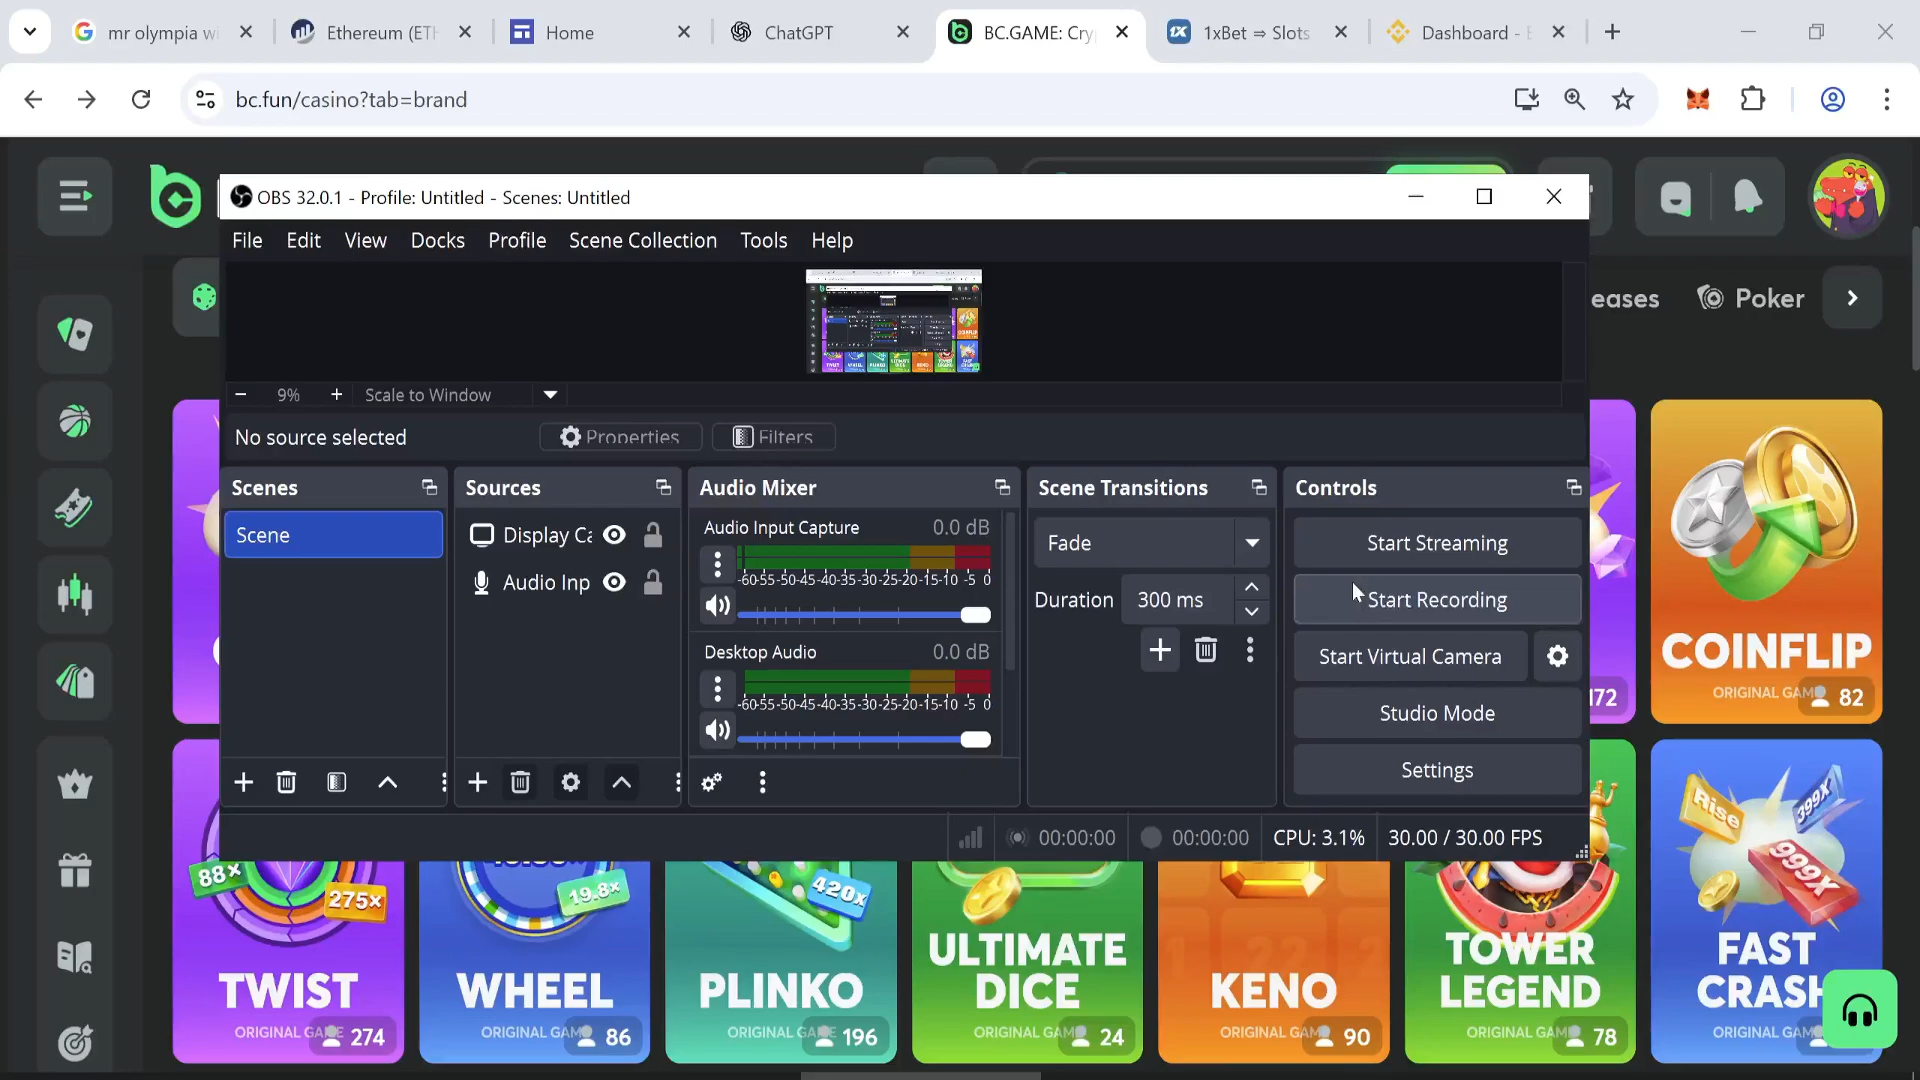 mr olympia wi
Ethereum (ETH
Home
ChatGPT
BC.GAME: Cry
1xBet ⇒ Slots
Dashboard - B
bc.fun/casino?tab=brand
OBS 32.0.1 - Profile: Untitled - Scenes: Untitled
File Edit View Docks Profile Scene Collection Tools Help
eases
Poker
9%
Scale to Window
No source selected
Properties
Filters
Scenes
Scene
Sources
Display Ca
Audio Inp
Audio Mixer
Audio Input Capture 0.0 dB
-60-55-50-45-40-35-30-25-20-15-10 -5 0
Desktop Audio 0.0 dB
-60-55-50-45-40-35-30-25-20-15-10 -5 0
Scene Transitions
Fade
Duration 300 ms
Controls
Start Streaming
Start Recording
Start Virtual Camera
Studio Mode
Settings
00:00:00
00:00:00
CPU: 3.1%
30.00 / 30.00 FPS
172
COINFLIP
ORIGINAL GAM
82
88x
275x
TWIST
ORIGINAL GAME
274
19.8x
WHEEL
ORIGINAL GAM
86
420x
PLINKO
ORIGINAL GAM
196
ULTIMATE
DICE
ORIGINAL GAM
24
KENO
ORIGINAL GAM
90
TOWER
LEGEND
ORIGINAL GAM
78
Rise
399X
999X
FAST
CRASH
ORIGINAL GAM